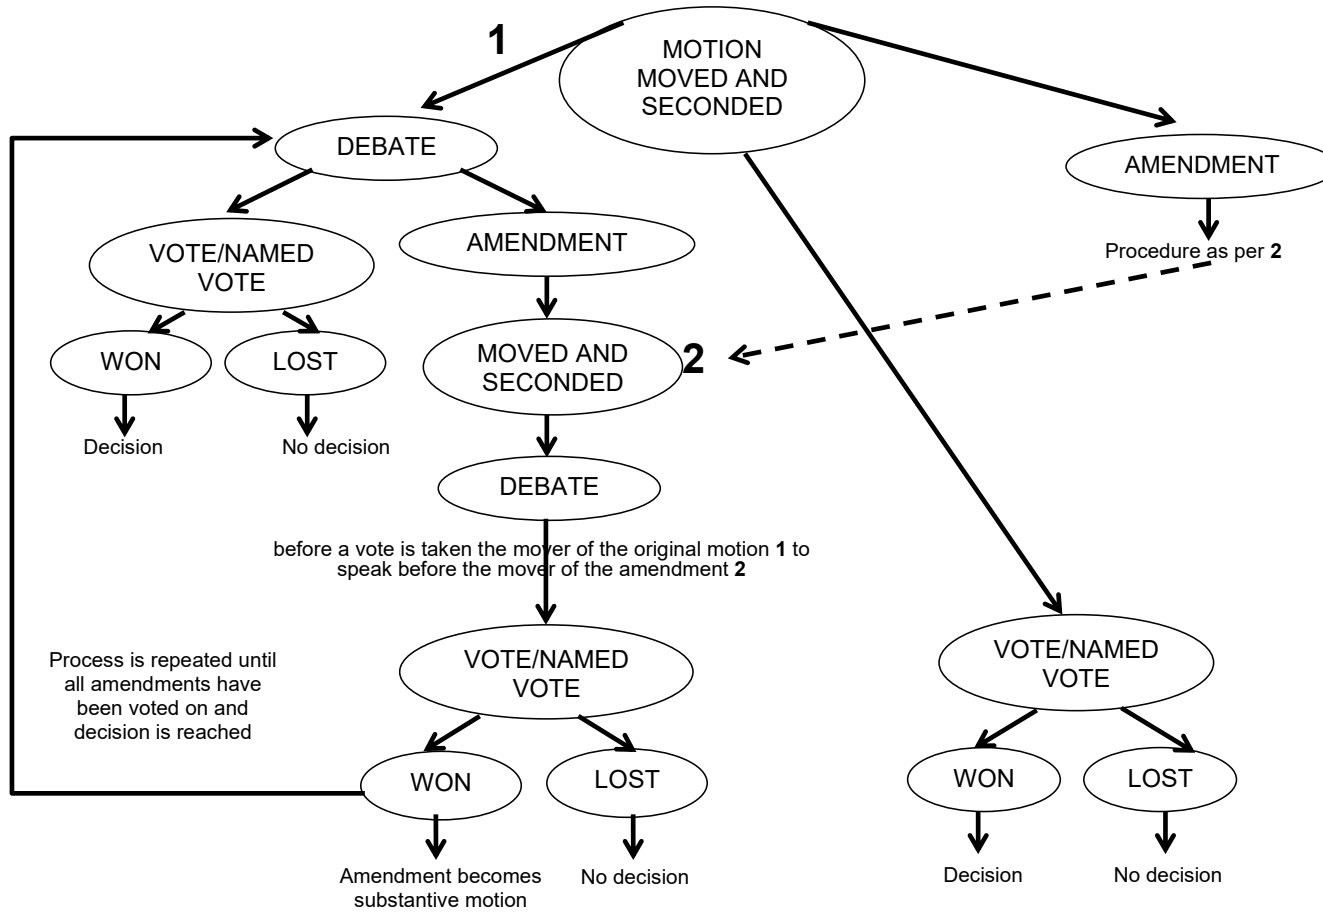 1
MOTION
MOVED AND
SECONDED
DEBATE
AMENDMENT
VOTE/NAMED
VOTE
AMENDMENT
Procedure as per 2
WON
LOST
MOVED AND
SECONDED
2
Decision
No decision
DEBATE
before a vote is taken the mover of the original motion 1 to
speak before the mover of the amendment 2
Process is repeated until
all amendments have
been voted on and
decision is reached
VOTE/NAMED
VOTE
VOTE/NAMED
VOTE
WON
LOST
WON
LOST
Amendment becomes
substantive motion
No decision
Decision
No decision